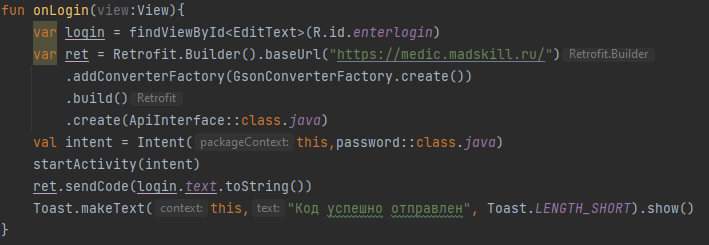 fun onLogin(view:View){
var login = findViewById<EditText>(R.id.enterlogin)
var ret = Retrofit.Builder().baseUrl("https://medic.madskill.ru/") Retrofit.Builder
.addConverterFactory(GsonConverterFactory.create())
.build() Retrofit
.create(ApiInterface::class.java)
val intent = Intent( packageContext: this,password::class.java)
startActivity(intent)
ret.sendCode(login.text.toString())
Toast.makeText( context: this, text: "Код успешно отправлен", Toast.LENGTH_SHORT).show()
}